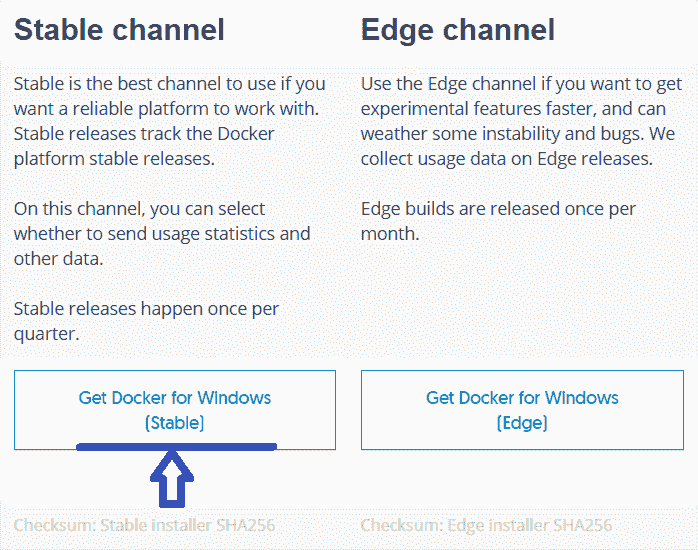 Stable channel
Stable is the best channel to use if you
want a reliable platform to work with.
Stable releases track the Docker
platform stable releases.
On this channel, you can select
whether to send usage statistics and
other data.
Stable releases happen once per
quarter.
Get Docker for Windows
(Stable)
Checksum: Stable installer SHA256
Edge channel
Use the Edge channel if you want to get
experimental features faster, and can
weather some instability and bugs. We
collect usage data on Edge releases.
Edge builds are released once per
month.
Get Docker for Windows
(Edge)
Checksum: Edge installer SHA256